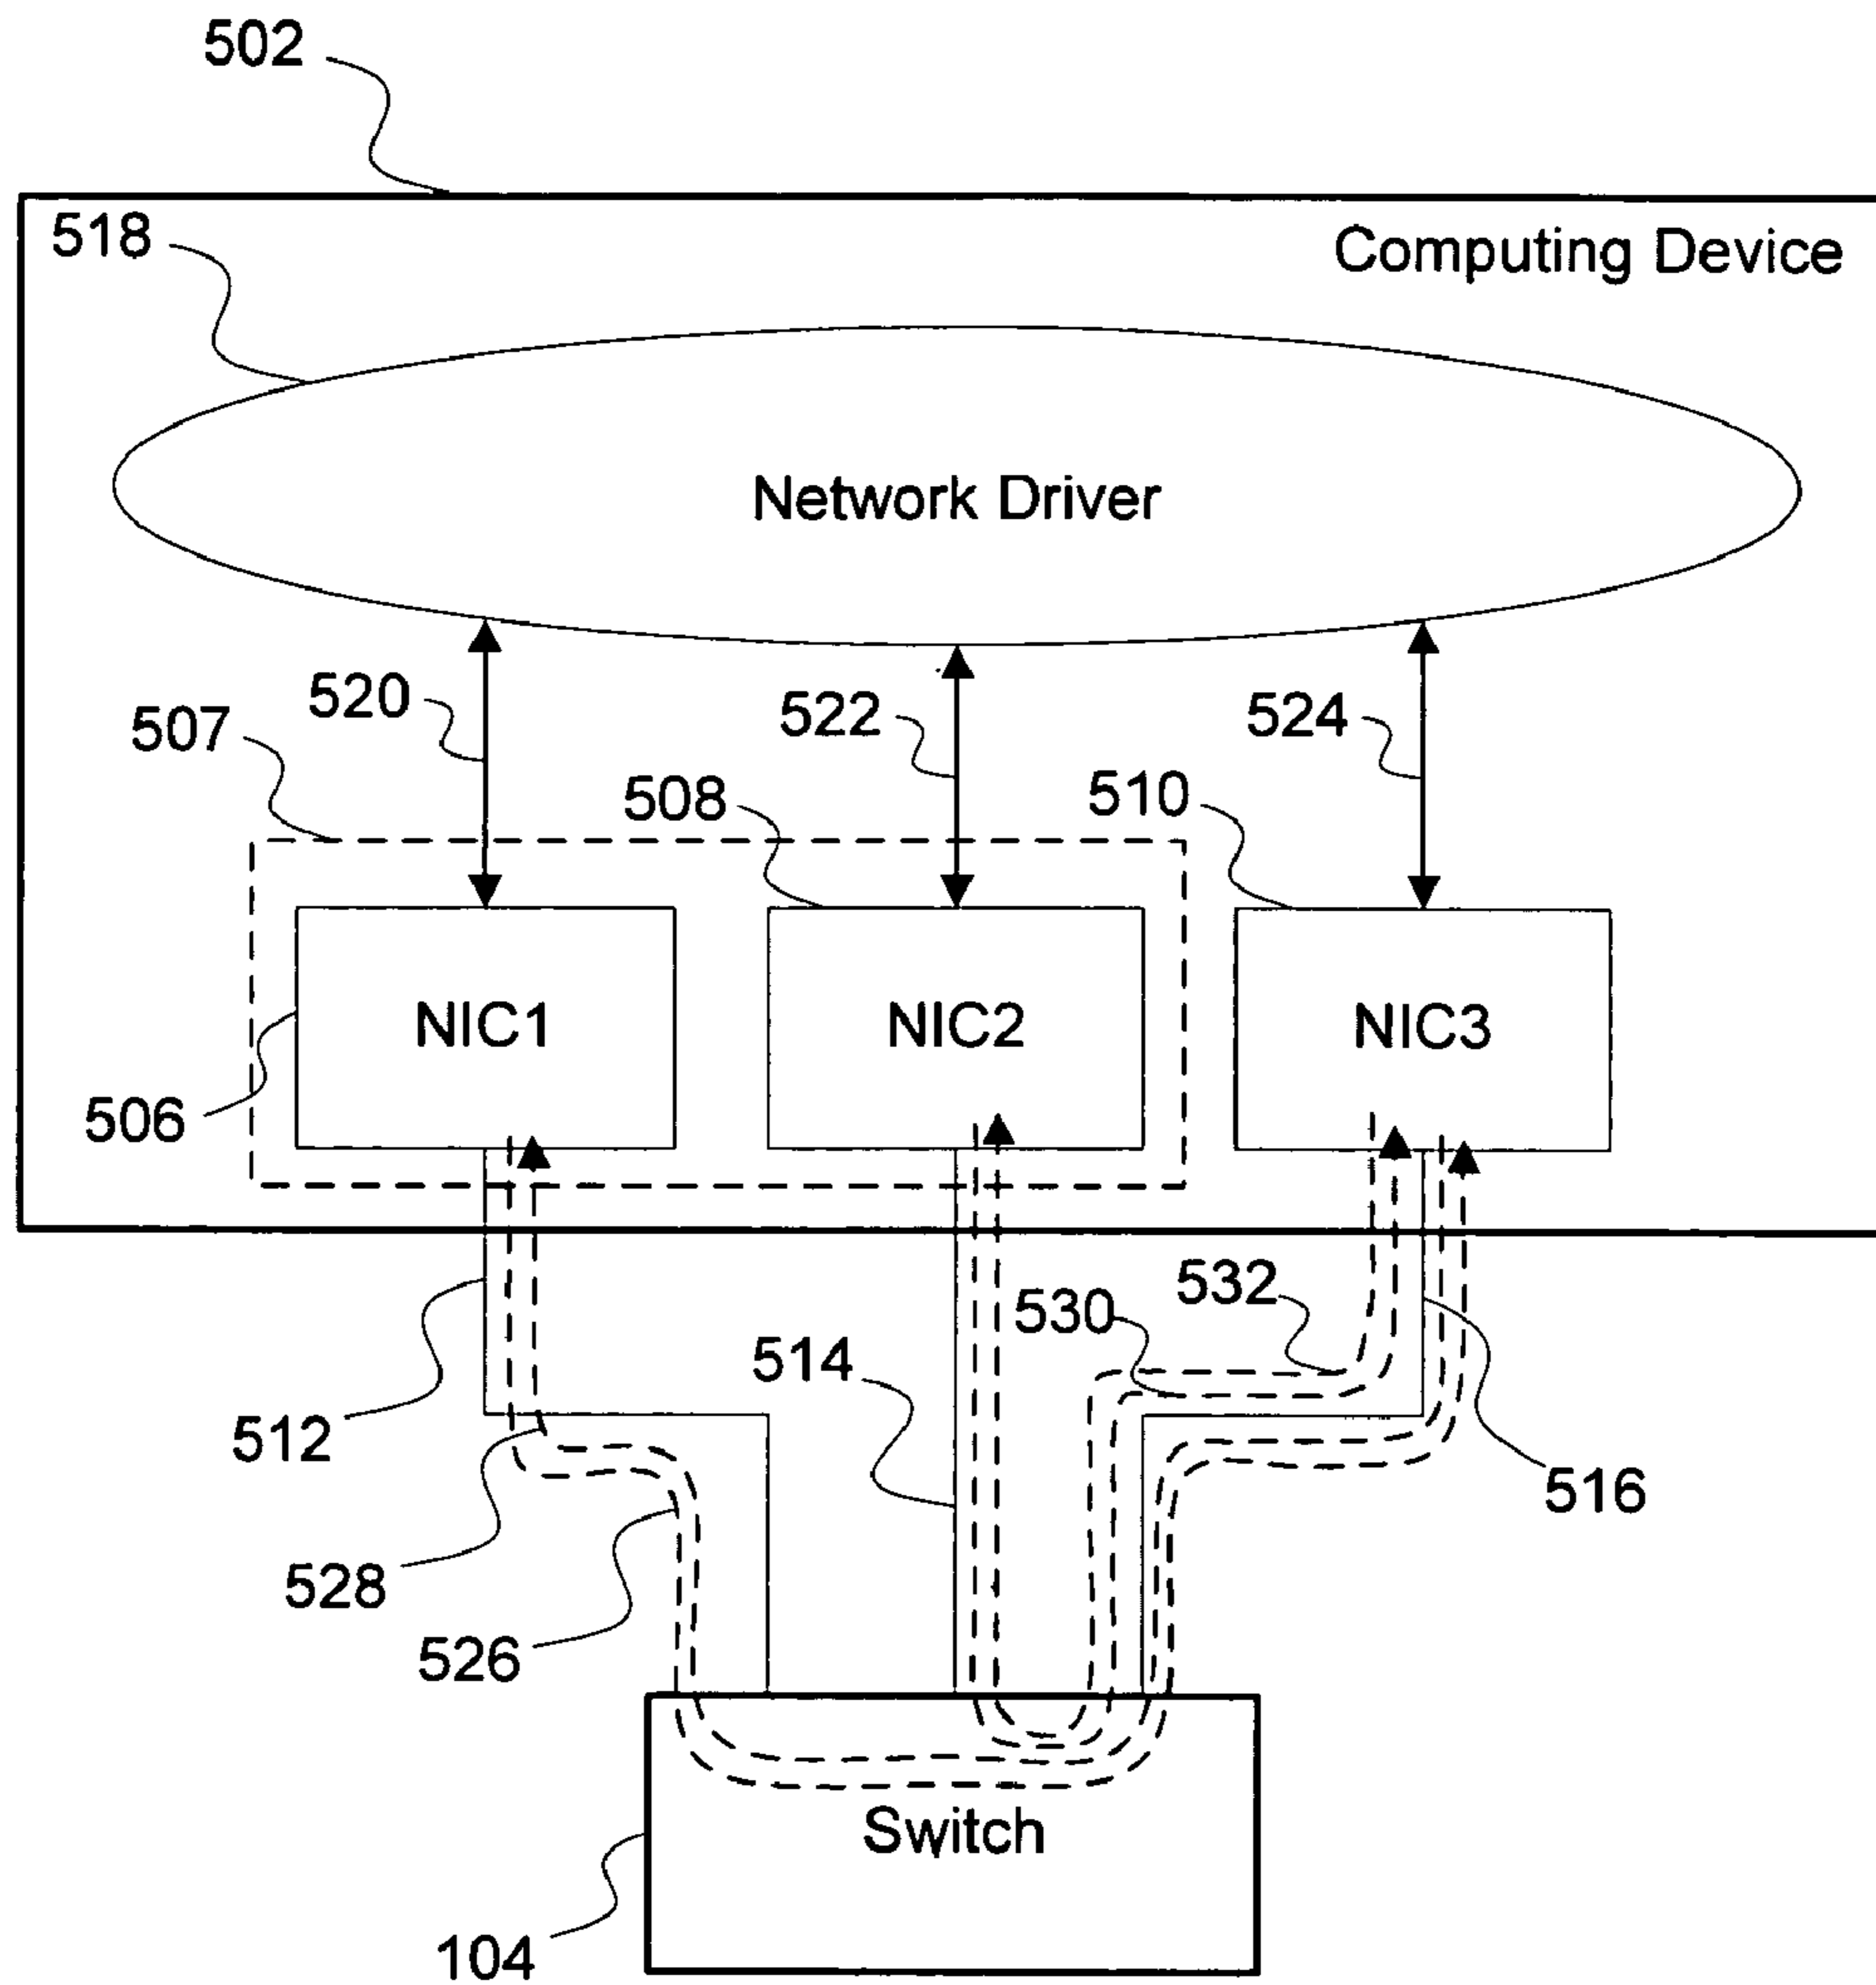 502
518
Computing Device
Network Driver
520
522
524
507
508
510
NIC1
NIC2
NIC3
506
532
530
514
512
516
528
526
Switch
104